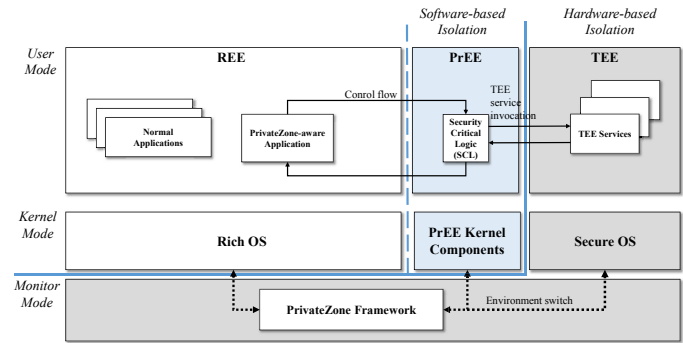 Software-based
Isolation
Hardware-based
Isolation
User
Mode
REE
PrEE
TEE
Conrol flow
TEE
service
invocation
Normal
Applications
PrivateZone-aware
Application
Security
Critical
Logic
(SCL)
TEE Services
Kernel
Mode
Rich OS
PrEE Kernel
Components
Secure OS
Monitor
Mode
PrivateZone Framework
Environment switch